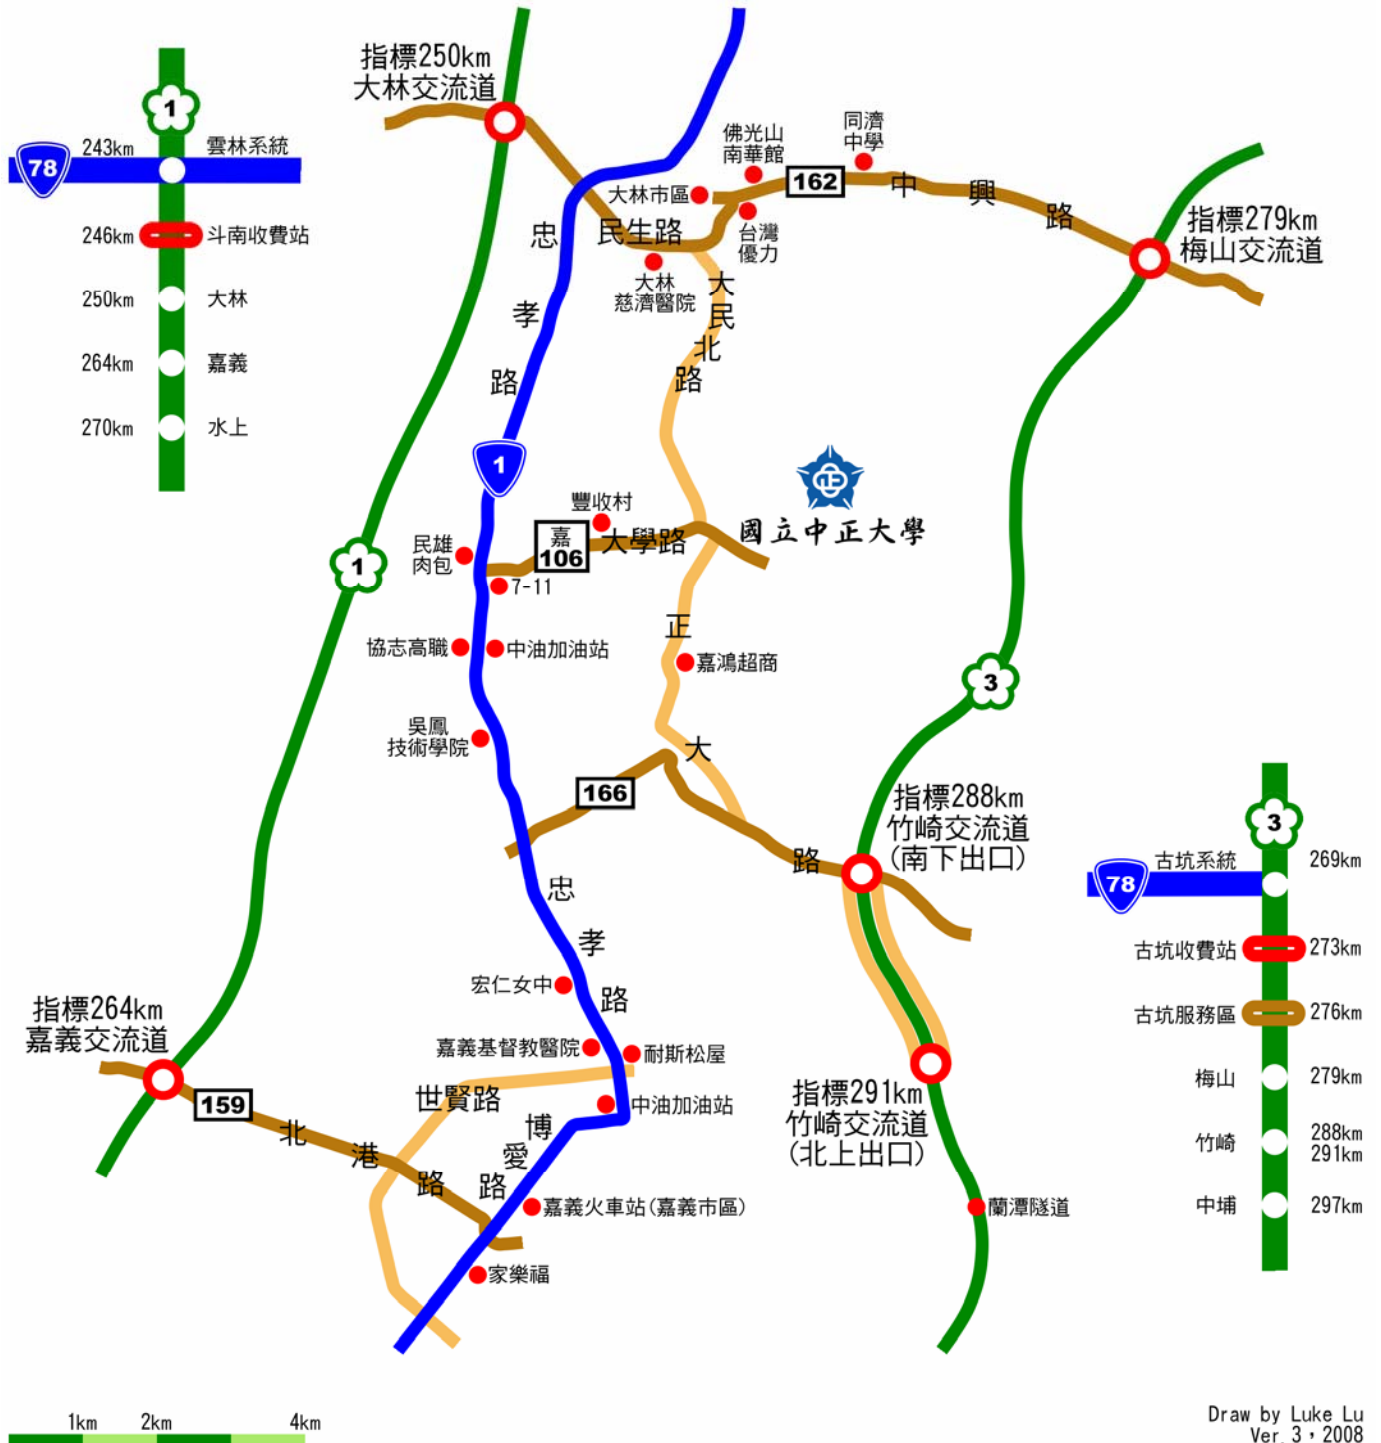 指標250km
大林交流道
1
243km
雲林系統
78
246km
斗南收費站
250km
大林
264km
嘉義
270km
水上
佛光山
南華館
同濟
中學
162
中興路
大林市區
台灣
優力
民生路
大林
慈濟醫院
指標279km
梅山交流道
忠孝路
大民北路
1
國立中正大學
豐收村
嘉
106
大學路
民雄
肉包
7-11
1
協志高職
中油加油站
正
嘉鴻超商
3
吳鳳
技術學院
大
166
路
指標288km
竹崎交流道
(南下出口)
3
古坑系統
269km
78
古坑收費站
273km
古坑服務區
276km
梅山
279km
竹崎
288km
291km
中埔
297km
忠孝路
宏仁女中
嘉義基督教醫院
耐斯松屋
指標264km
嘉義交流道
159
北港路
世賢路
中油加油站
博愛路
指標291km
竹崎交流道
(北上出口)
嘉義火車站(嘉義市區)
蘭潭隧道
家樂福
1km
2km
4km
Draw by Luke Lu
Ver. 3，2008